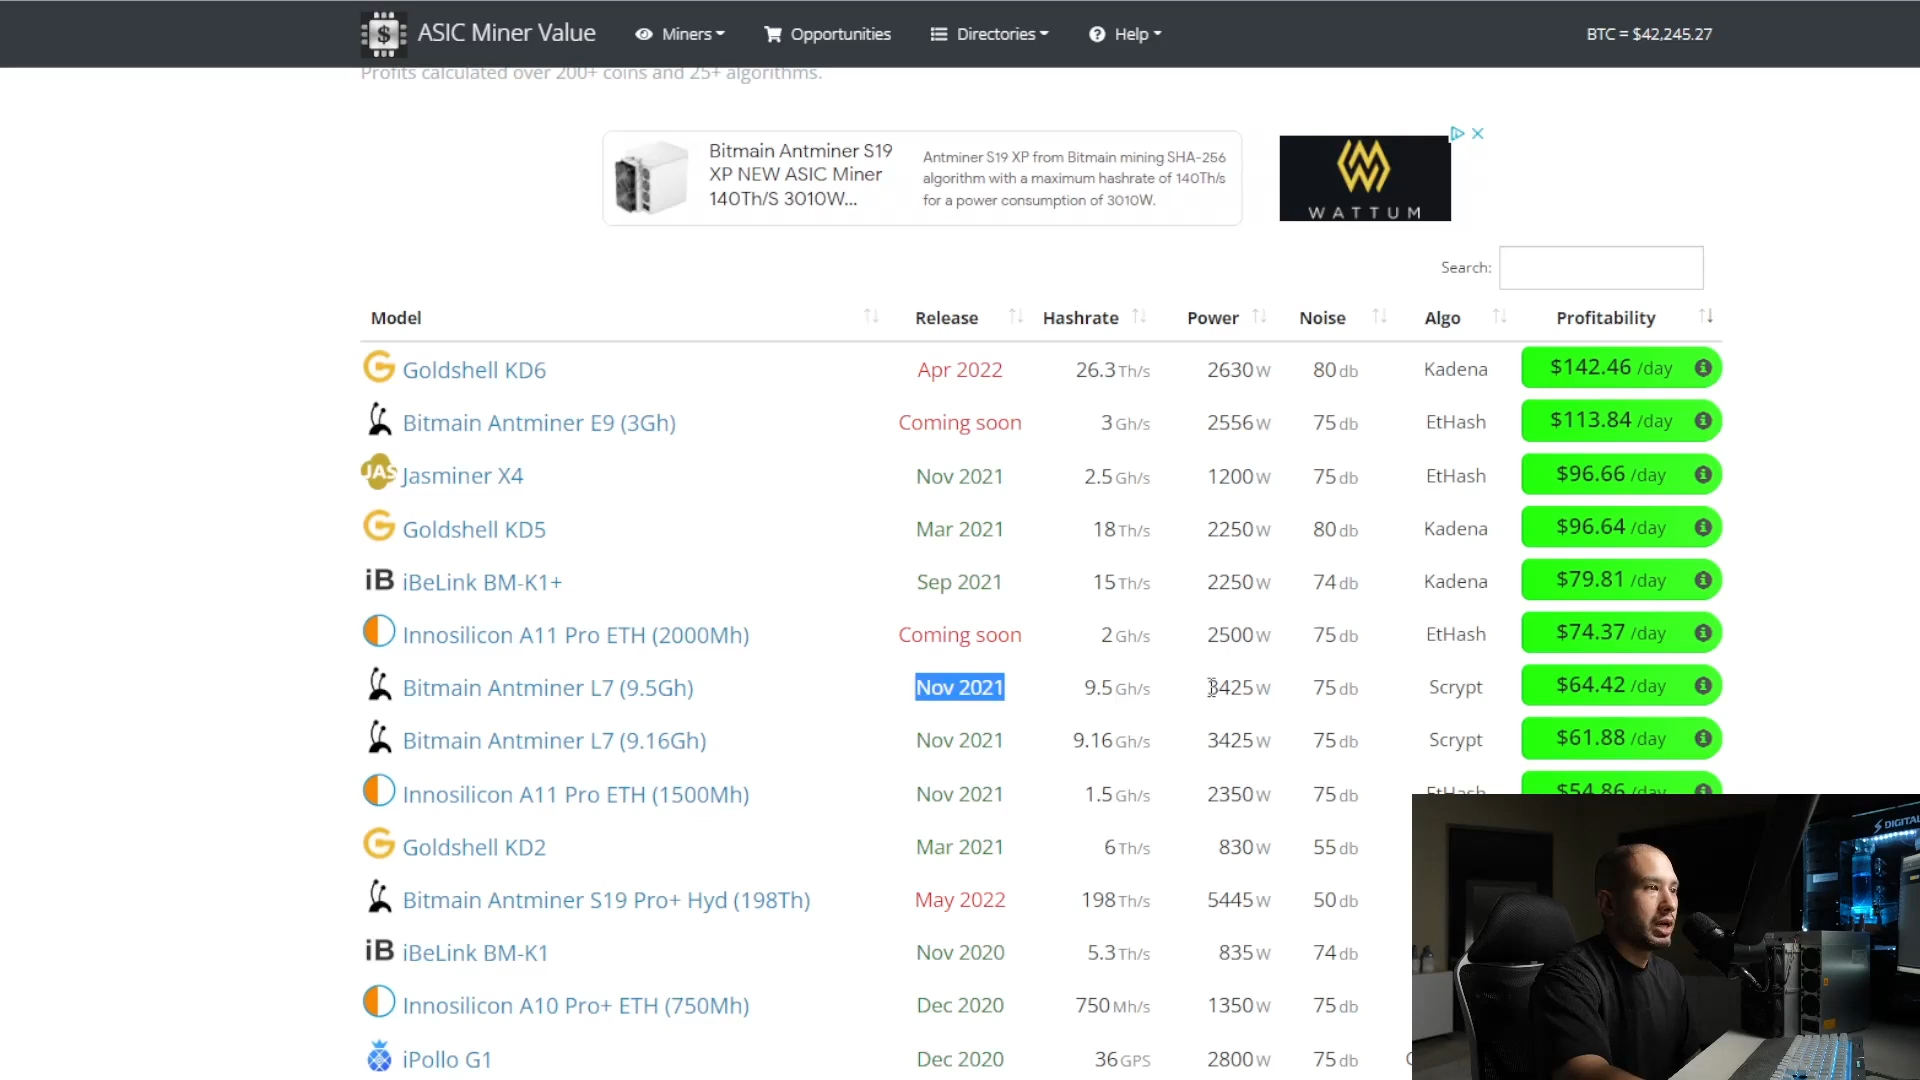 $ ASIC Miner Value Miners Opportunities Directories Help BTC = $42,245.27
Profits calculated over 200+ coins and 25+ algorithms.
Bitmain Antminer S19
XP NEW ASIC Miner
140Th/S 3010W...
Antminer S19 XP from Bitmain mining SHA-256
algorithm with a maximum hashrate of 140Th/s
for a power consumption of 3010W.
WATTUM
Search:
Model Release Hashrate Power Noise Algo Profitability
Goldshell KD6 Apr 2022 26.3 Th/s 2630 W 80 db Kadena $142.46 /day
Bitmain Antminer E9 (3Gh) Coming soon 3 Gh/s 2556 W 75 db EtHash $113.84 /day
JAS Jasminer X4 Nov 2021 2.5 Gh/s 1200 W 75 db EtHash $96.66 /day
Goldshell KD5 Mar 2021 18 Th/s 2250 W 80 db Kadena $96.64 /day
iB iBeLink BM-K1+ Sep 2021 15 Th/s 2250 W 74 db Kadena $79.81 /day
Innosilicon A11 Pro ETH (2000Mh) Coming soon 2 Gh/s 2500 W 75 db EtHash $74.37 /day
Bitmain Antminer L7 (9.5Gh) Nov 2021 9.5 Gh/s 3425 W 75 db Scrypt $64.42 /day
Bitmain Antminer L7 (9.16Gh) Nov 2021 9.16 Gh/s 3425 W 75 db Scrypt $61.88 /day
Innosilicon A11 Pro ETH (1500Mh) Nov 2021 1.5 Gh/s 2350 W 75 db EtHash $54.86 /day
Goldshell KD2 Mar 2021 6 Th/s 830 W 55 db
Bitmain Antminer S19 Pro+ Hyd (198Th) May 2022 198 Th/s 5445 W 50 db
iB iBeLink BM-K1 Nov 2020 5.3 Th/s 835 W 74 db
Innosilicon A10 Pro+ ETH (750Mh) Dec 2020 750 Mh/s 1350 W 75 db
iPollo G1 Dec 2020 36 GPS 2800 W 75 db
DIGITAL